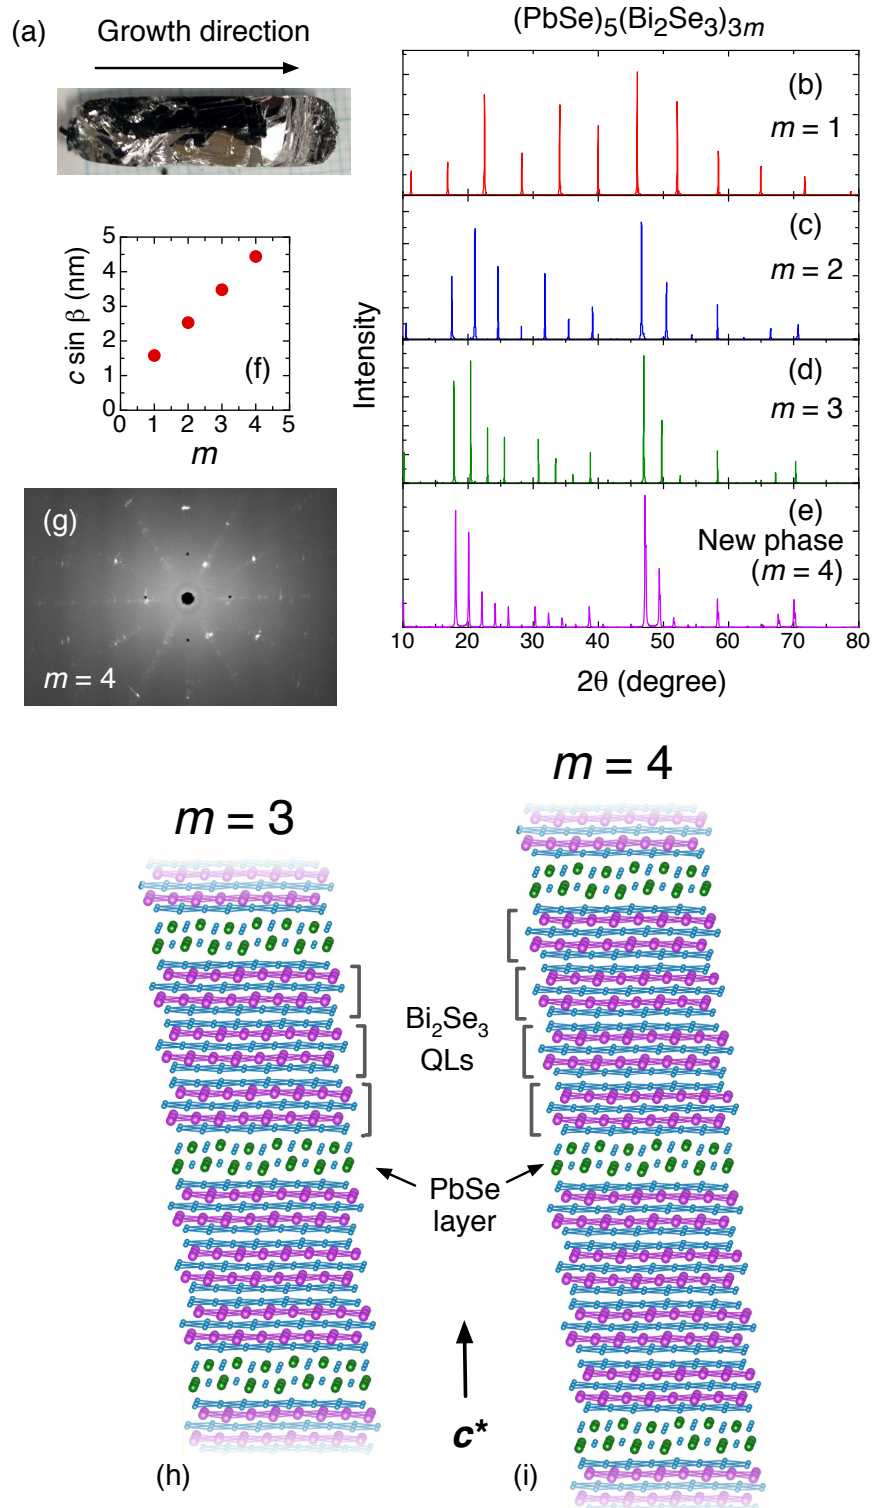 (a) Growth direction
(PbSe)5(Bi2Se3)3m
(b)
m = 1
(c)
m = 2
(d)
m = 3
(e)
New phase
(m = 4)
Intensity
10 20 30 40 50 60 70 80
2θ (degree)
5
4
3
2
1
0
c sin β (nm)
(f)
0 1 2 3 4 5
m
(g)
m = 4
m = 3
m = 4
Bi2Se3
QLs
PbSe
layer
c*
(h)
(i)